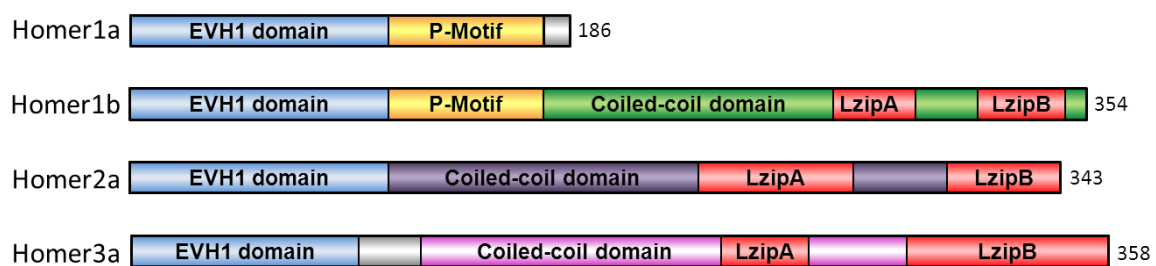 Homer1a EVH1 domain P-Motif 186
Homer1b EVH1 domain P-Motif Coiled-coil domain LzipA LzipB 354
Homer2a EVH1 domain Coiled-coil domain LzipA LzipB 343
Homer3a EVH1 domain Coiled-coil domain LzipA LzipB 358